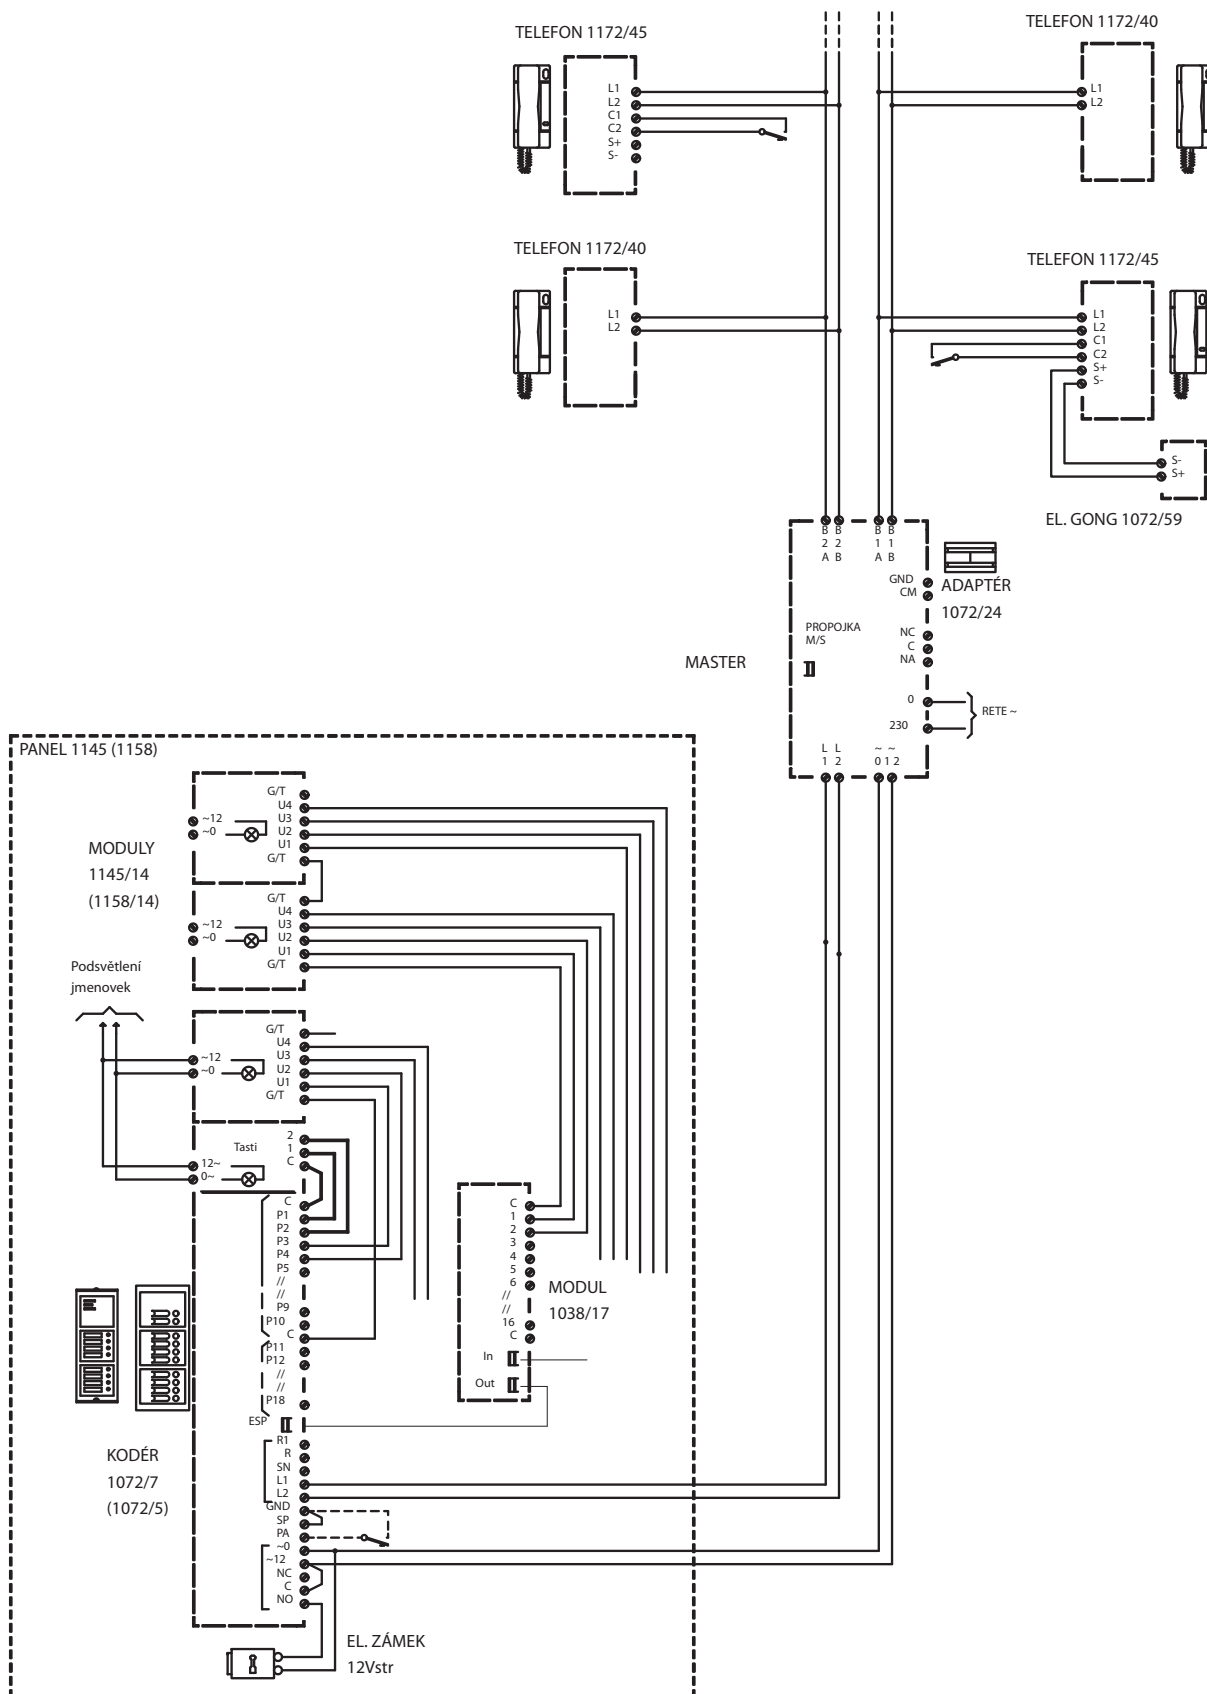 TELEFON 1172/45
L1
L2
C1
C2
S+
S-
TELEFON 1172/40
L1
L2
TELEFON 1172/40
L1
L2
TELEFON 1172/45
L1
L2
C1
C2
S+
S-
S-
S+
EL. GONG 1072/59
B B B B
2 2 1 1
A B A B
GND
CM
ADAPTÉR
1072/24
PROPOJKA
M/S
NC
C
NA
MASTER
0
230
RETE ~
L L ~ ~
1 2 0 1 2
PANEL 1145 (1158)
G/T
U4
U3
U2
U1
G/T
~12
~0
MODULY
1145/14
(1158/14)
G/T
U4
U3
U2
U1
G/T
~12
~0
Podsvětlení
jmenovek
G/T
U4
U3
U2
U1
G/T
~12
~0
Tasti
2
1
C
12~
0~
C
P1
P2
P3
P4
P5
//
//
P9
P10
C
P11
P12
//
//
P18
ESP
R1
R
SN
L1
L2
GND
SP
PA
~0
~12
NC
C
NO
C
1
2
3
4
5
6
//
//
16
C
In
Out
MODUL
1038/17
KODÉR
1072/7
(1072/5)
EL. ZÁMEK
12Vstr